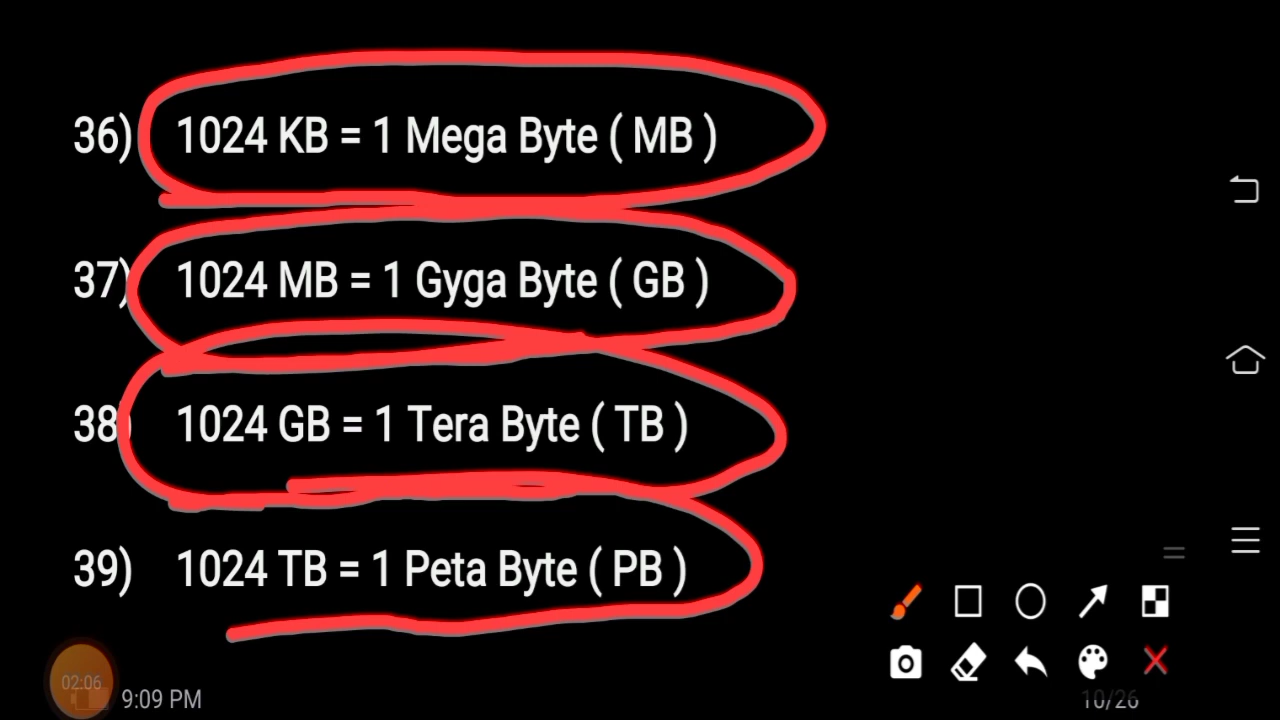 36) 1024 KB = 1 Mega Byte ( MB )
37) 1024 MB = 1 Gyga Byte ( GB )
38) 1024 GB = 1 Tera Byte ( TB )
39) 1024 TB = 1 Peta Byte ( PB )
02:06
9:09 PM
10/26